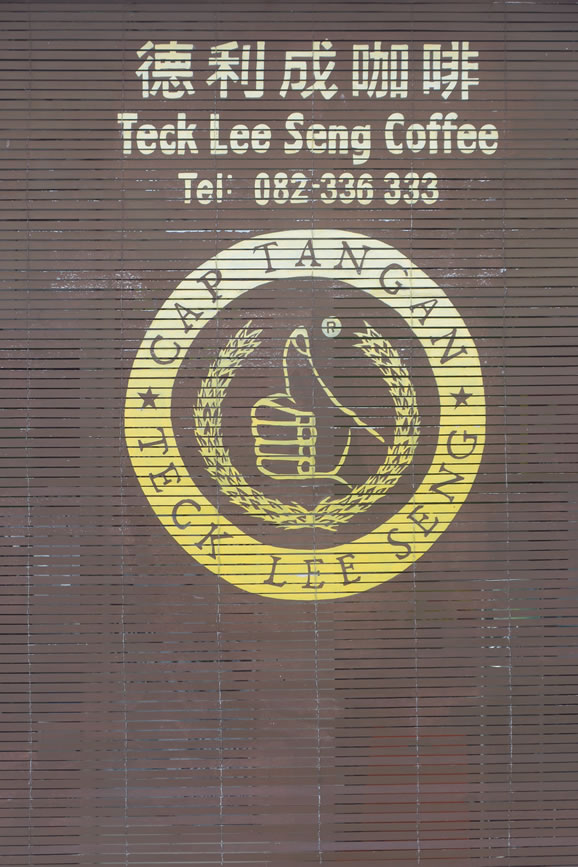 德利成咖啡
Teck Lee Seng Coffee
Tel: 082-336 333
CAP TANGAN
®
★ TECK LEE SENG ★